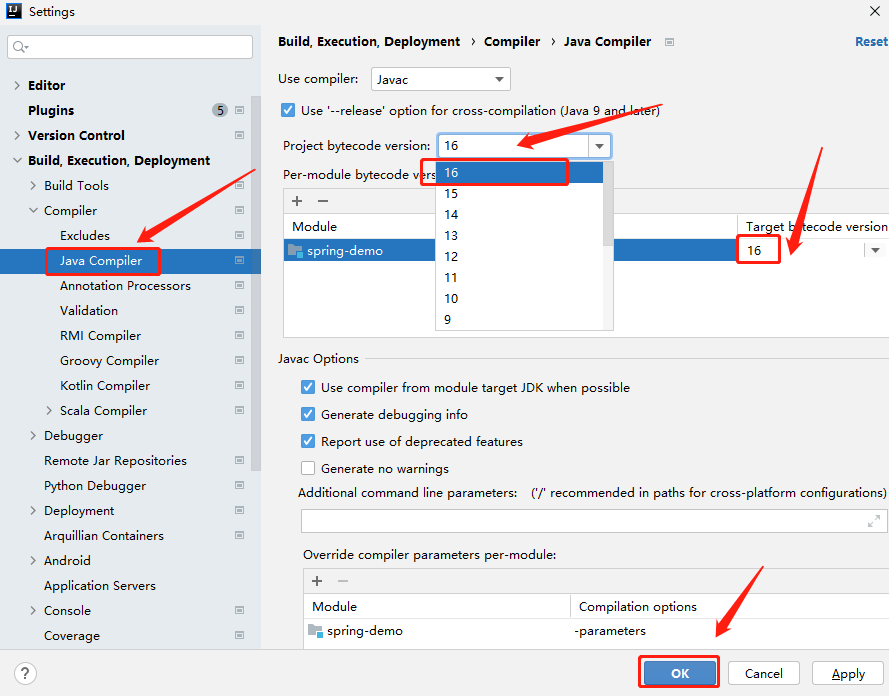 Settings
Build, Execution, Deployment › Compiler › Java Compiler
Reset
Editor
Plugins 5
Version Control
Build, Execution, Deployment
Build Tools
Compiler
Excludes
Java Compiler
Annotation Processors
Validation
RMI Compiler
Groovy Compiler
Kotlin Compiler
Scala Compiler
Debugger
Remote Jar Repositories
Python Debugger
Deployment
Arquillian Containers
Android
Application Servers
Console
Coverage
Use compiler: Javac
Use '--release' option for cross-compilation (Java 9 and later)
Project bytecode version: 16
Per-module bytecode vers
16
15
14
13
12
11
10
9
Module Target bytecode version
spring-demo 16
Javac Options
Use compiler from module target JDK when possible
Generate debugging info
Report use of deprecated features
Generate no warnings
Additional command line parameters: ('/' recommended in paths for cross-platform configurations)
Override compiler parameters per-module:
Module Compilation options
spring-demo -parameters
? OK Cancel Apply